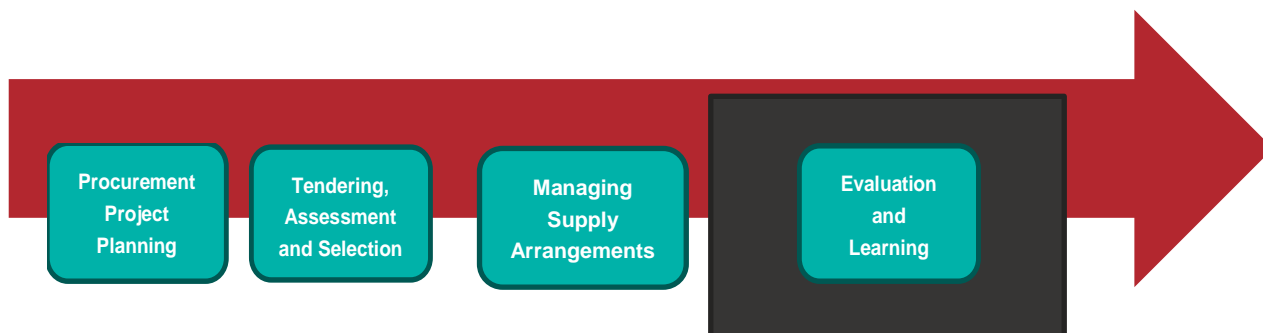 Procurement
Project
Planning
Tendering,
Assessment
and Selection
Managing
Supply
Arrangements
Evaluation
and
Learning